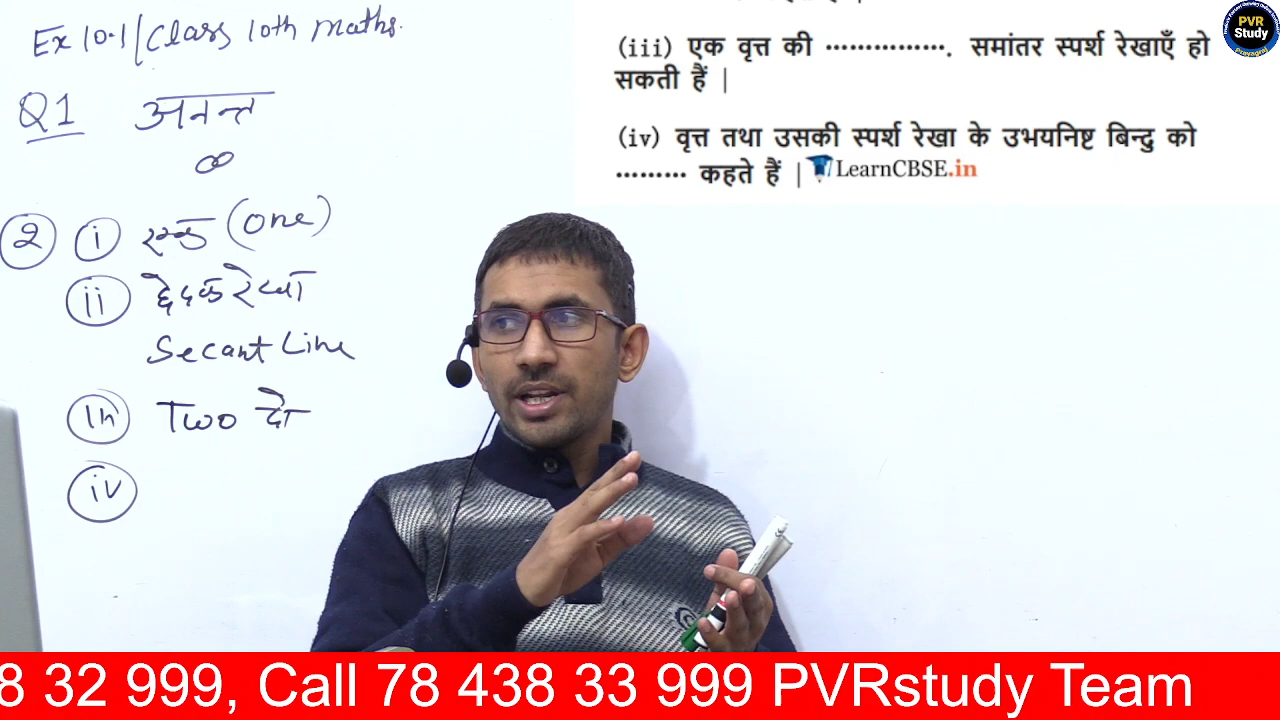 Ex 10.1 / Class 10th Maths.
Q1 अनन्त
∞
2 i एक (One)
ii छेदक रेखा
Secant Line
iii Two दो
iv
(iii) एक वृत्त की ................ समांतर स्पर्श रेखाएँ हो
सकती हैं |
(iv) वृत्त तथा उसकी स्पर्श रेखा के उभयनिष्ट बिन्दु को
......... कहते हैं | LearnCBSE.in
PVR
Study
Prayagraj
8 32 999, Call 78 438 33 999 PVRstudy Team